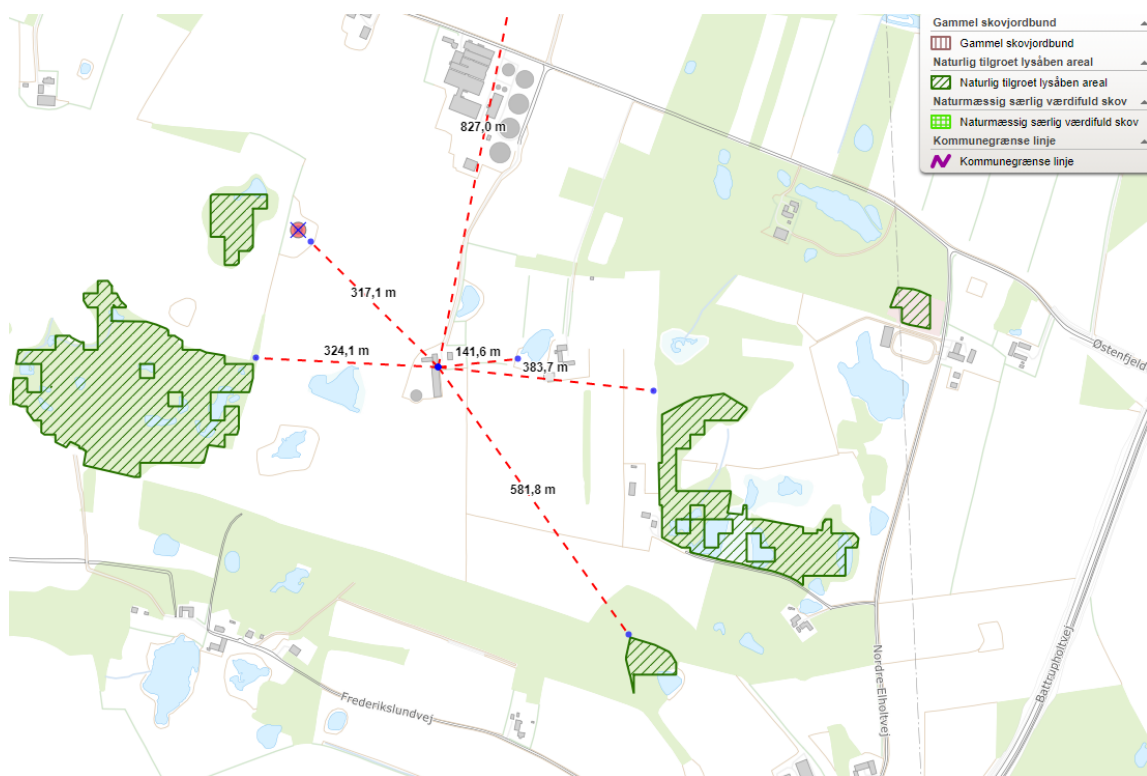 Gammel skovjordbund
Gammel skovjordbund
Naturlig tilgroet lysåben areal
Naturlig tilgroet lysåben areal
Naturmæssig særlig værdifuld skov
Naturmæssig særlig værdifuld skov
Kommunegrænse linje
Kommunegrænse linje
827,0 m
317,1 m
324,1 m
141,6 m
383,7 m
581,8 m
Østenfjeld
Battrupholtvej
Nordre-Elholtvej
Frederikslundvej